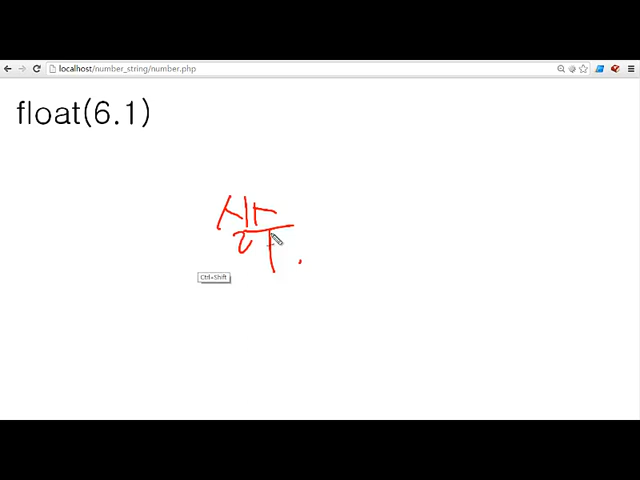 localhost/number_string/number.php
float(6.1)
실수
Ctrl+Shift